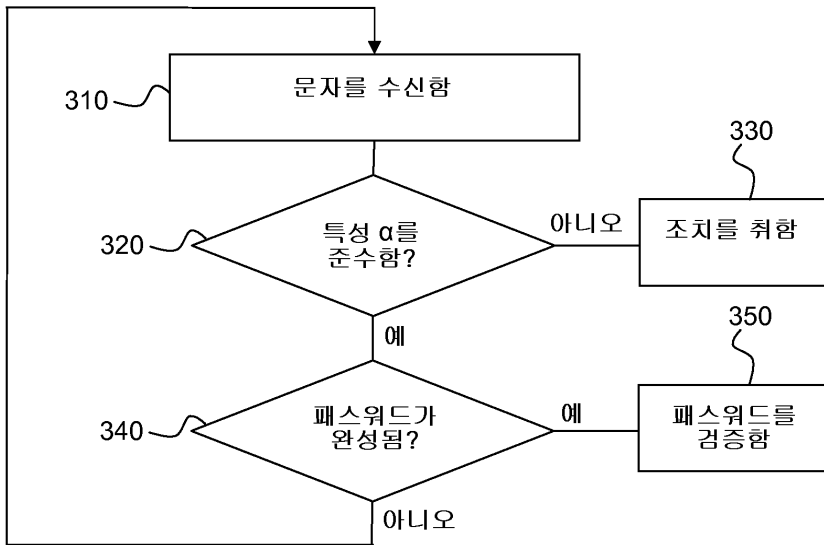 문자를 수신함
310
330
조치를 취함
아니오
특성 α를
준수함?
320
예
350
패스워드가
완성됨?
340
예
패스워드를
검증함
아니오